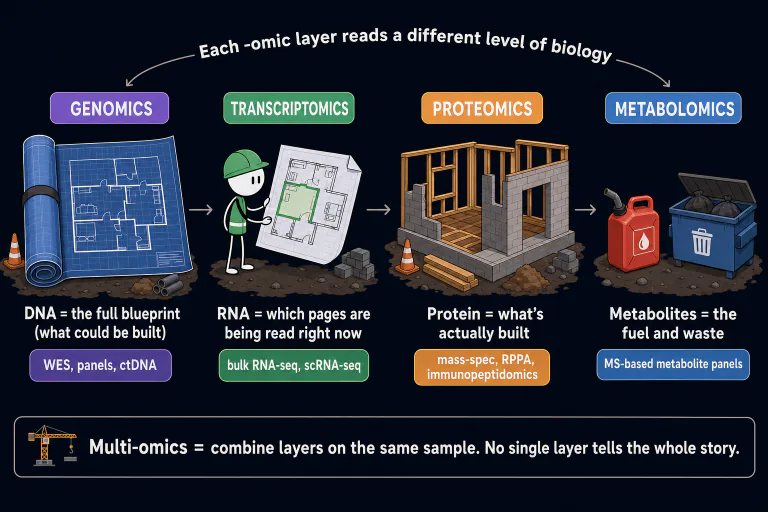 Each -omic layer reads a different level of biology
GENOMICS
TRANSCRIPTOMICS
PROTEOMICS
METABOLOMICS
DNA = the full blueprint
(what could be built)
RNA = which pages are
being read right now
Protein = what's
actually built
Metabolites = the
fuel and waste
WES, panels, ctDNA
bulk RNA-seq, scRNA-seq
mass-spec, RPPA,
immunopeptidomics
MS-based metabolite panels
Multi-omics = combine layers on the same sample. No single layer tells the whole story.